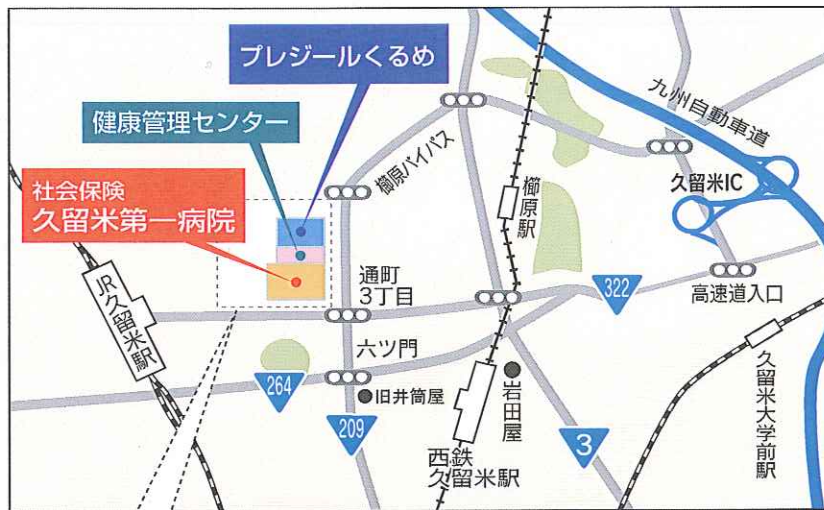 プレジールくるめ
健康管理センター
社会保険
久留米第一病院
櫛原バイパス
九州自動車道
久留米IC
櫛原駅
JR
久留米駅
通町
3丁目
322
高速道入口
六ツ門
264
旧井筒屋
岩田屋
209
3
西鉄
久留米駅
久留米大学前駅